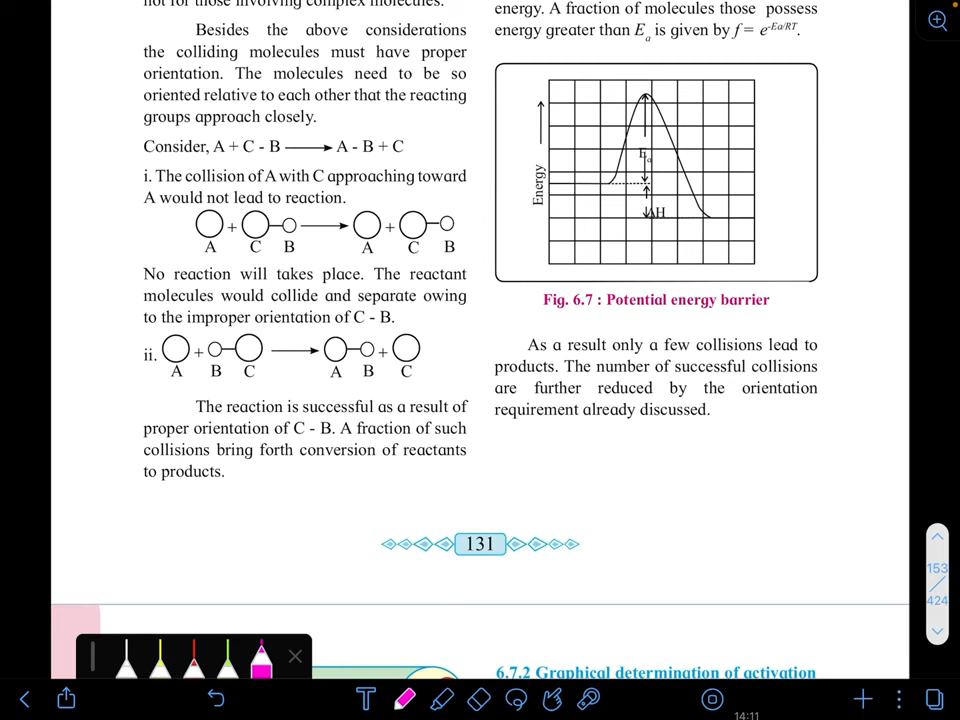 not for those involving complex molecules.
Besides the above considerations
the colliding molecules must have proper
orientation. The molecules need to be so
oriented relative to each other that the reacting
groups approach closely.
Consider, A + C - B ⟶ A - B + C
i. The collision of A with C approaching toward
A would not lead to reaction.
+ +
A C B A C B
No reaction will takes place. The reactant
molecules would collide and separate owing
to the improper orientation of C - B.
ii. + +
A B C A B C
The reaction is successful as a result of
proper orientation of C - B. A fraction of such
collisions bring forth conversion of reactants
to products.
energy. A fraction of molecules those possess
energy greater than Ea is given by f = e-Ea/RT.
Energy
Ea
ΔH
Fig. 6.7 : Potential energy barrier
As a result only a few collisions lead to
products. The number of successful collisions
are further reduced by the orientation
requirement already discussed.
131
6.7.2 Graphical determination of activation
153
424
T
14:11